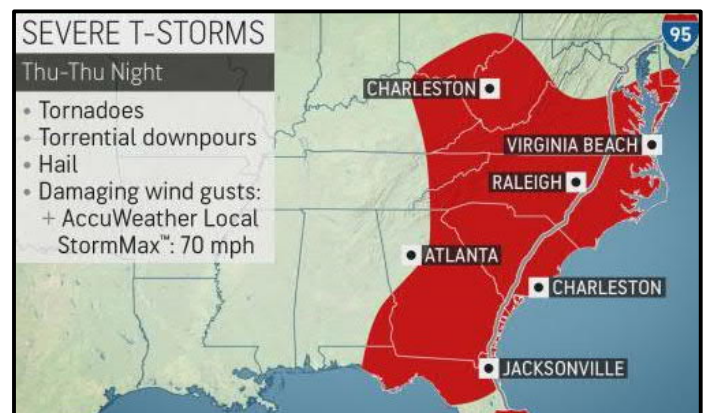 SEVERE T-STORMS
Thu-Thu Night
• Tornadoes
• Torrential downpours
• Hail
• Damaging wind gusts:
+ AccuWeather Local
StormMax™: 70 mph
95
CHARLESTON
VIRGINIA BEACH
RALEIGH
ATLANTA
CHARLESTON
JACKSONVILLE